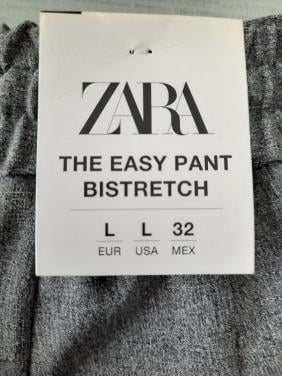 ZARA
THE EASY PANT
BISTRETCH
L L 32
EUR USA MEX